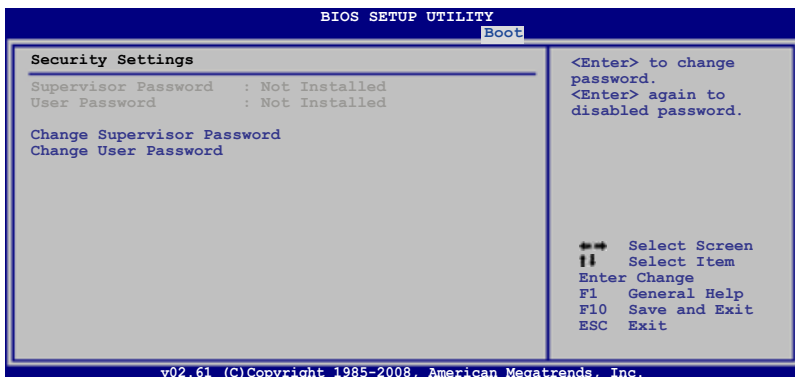 BIOS SETUP UTILITY
Boot
Security Settings
Supervisor Password : Not Installed
User Password : Not Installed
Change Supervisor Password
Change User Password
<Enter> to change
password.
<Enter> again to
disabled password.
←→ Select Screen
↑↓ Select Item
Enter Change
F1 General Help
F10 Save and Exit
ESC Exit
v02.61 (C)Copyright 1985-2008, American Megatrends, Inc.